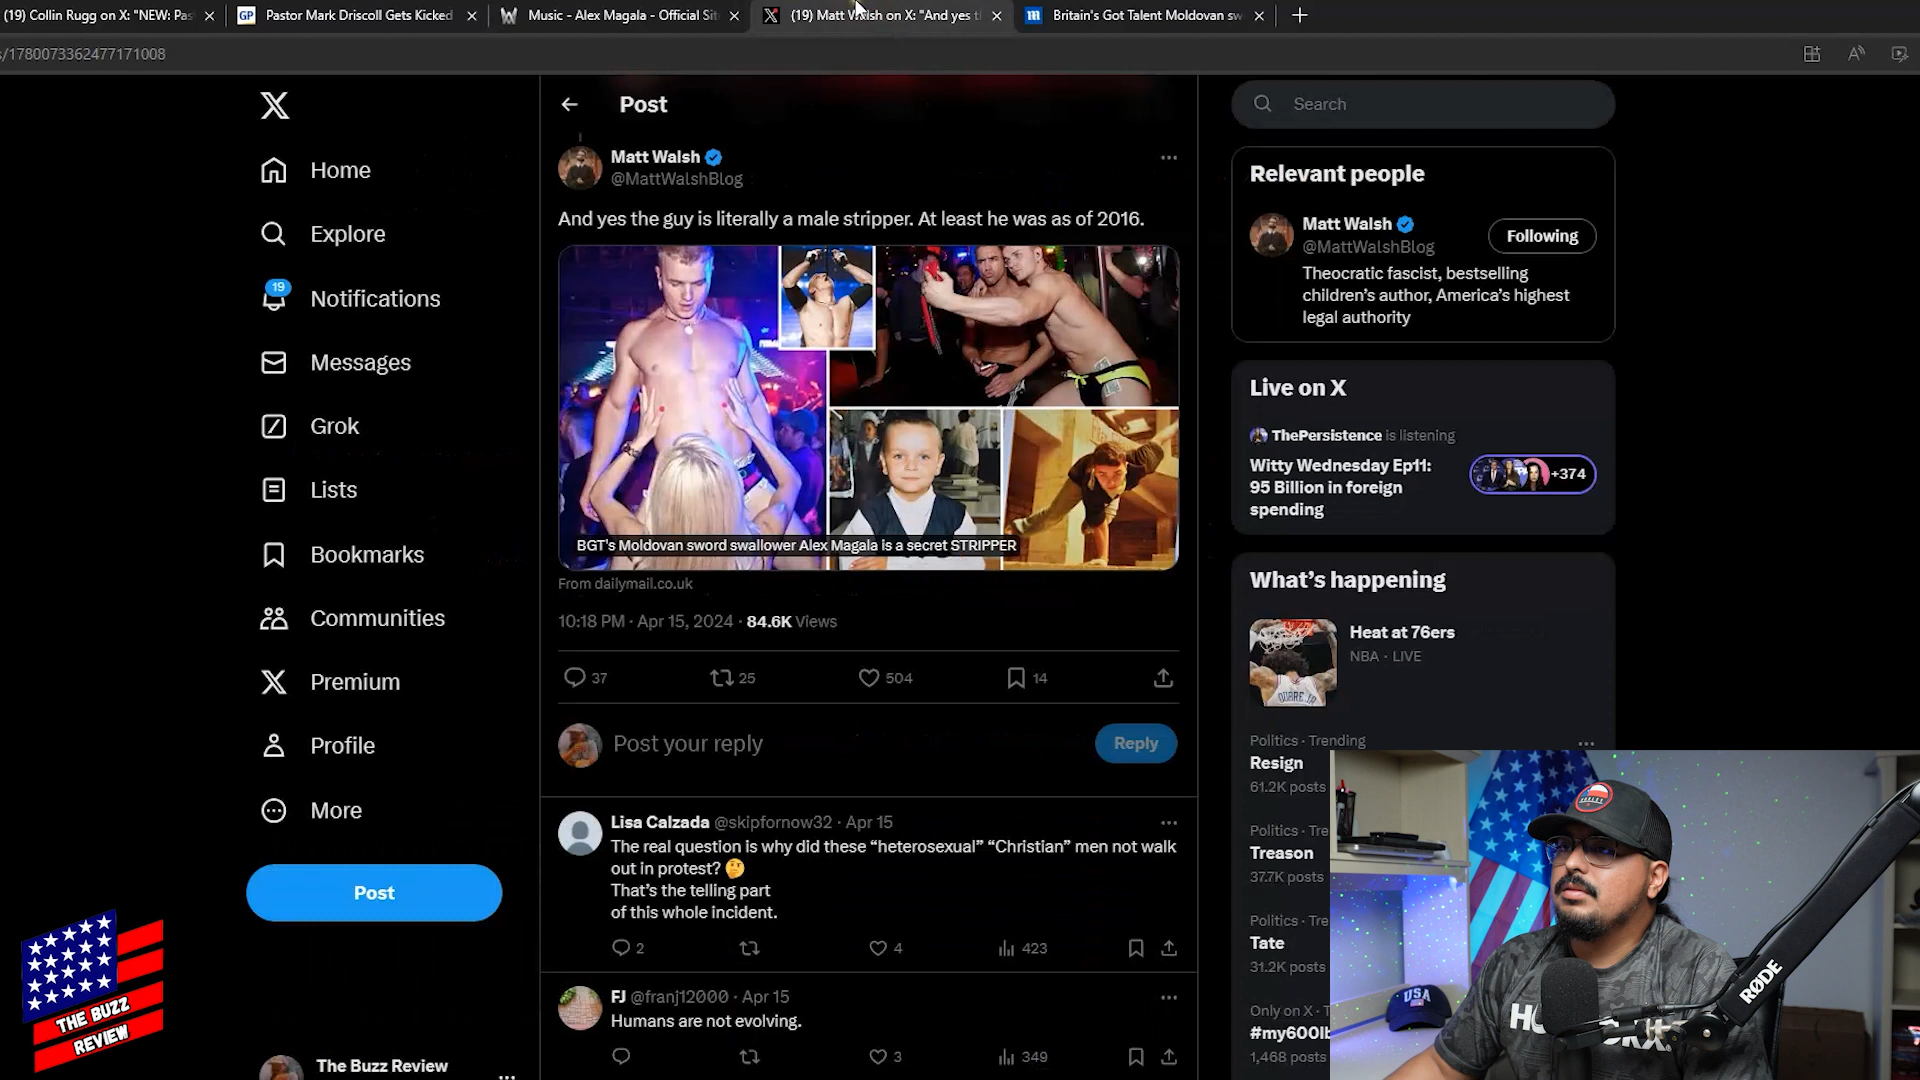 (19) Collin Rugg on X: "NEW: Pas
Pastor Mark Driscoll Gets Kicked
Music - Alex Magala - Official Sit
(19) Matt Walsh on X: "And yes t
Britain's Got Talent Moldovan sw
/1780073362477171008
Home
Explore
19
Notifications
Messages
Grok
Lists
Bookmarks
Communities
Premium
Profile
More
Post
The Buzz Review
THE BUZZ
REVIEW
Post
Matt Walsh
@MattWalshBlog
And yes the guy is literally a male stripper. At least he was as of 2016.
BGT's Moldovan sword swallower Alex Magala is a secret STRIPPER
From dailymail.co.uk
10:18 PM · Apr 15, 2024 · 84.6K Views
37 25 504 14
Post your reply
Reply
Lisa Calzada @skipfornow32 · Apr 15
The real question is why did these “heterosexual” “Christian” men not walk
out in protest? 🤔
That’s the telling part
of this whole incident.
2 4 423
FJ @franj12000 · Apr 15
Humans are not evolving.
3 349
Search
Relevant people
Matt Walsh
@MattWalshBlog
Following
Theocratic fascist, bestselling
children’s author, America’s highest
legal authority
Live on X
ThePersistence is listening
Witty Wednesday Ep11:
95 Billion in foreign
spending
+374
What’s happening
Heat at 76ers
NBA · LIVE
OUBRE JR
Politics · Trending
Resign
61.2K posts
Politics · Tre
Treason
37.7K posts
Politics · Tre
Tate
31.2K posts
Only on X · T
#my600lb
1,468 posts
USA
RØDE